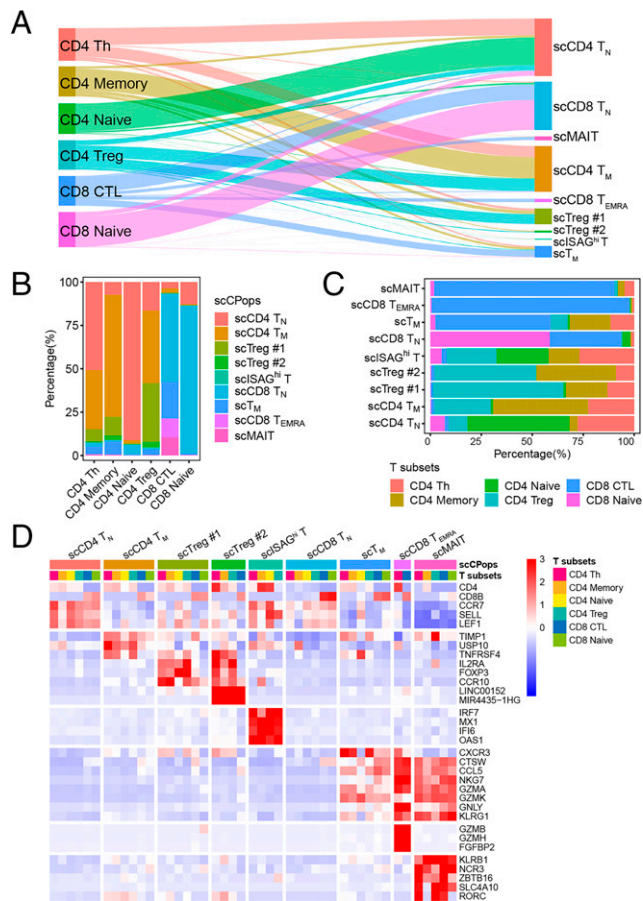 A
CD4 Th
CD4 Memory
CD4 Naive
CD4 Treg
CD8 CTL
CD8 Naive
scCD4 TN
scCD8 TN
scMAIT
scCD4 TM
scCD8 TEMRA
scTreg #1
scTreg #2
scISAGhi T
scTM
B
Percentage(%)
100
75
50
25
0
CD4 Th
CD4 Memory
CD4 Naive
CD4 Treg
CD8 CTL
CD8 Naive
scCPops
scCD4 TN
scCD4 TM
scTreg #1
scTreg #2
scISAGhi T
scCD8 TN
scTM
scCD8 TEMRA
scMAIT
C
scMAIT
scCD8 TEMRA
scTM
scCD8 TN
scISAGhi T
scTreg #2
scTreg #1
scCD4 TM
scCD4 TN
0 25 50 75 100
Percentage(%)
T subsets
CD4 Th CD4 Naive CD8 CTL
CD4 Memory CD4 Treg CD8 Naive
D
scCD4 TN scCD4 TM scTreg #1 scTreg #2 scISAGhi T scCD8 TN scTM scCD8 TEMRA scMAIT
scCPops
T subsets
CD4
CD8B
CCR7
SELL
LEF1
TIMP1
USP10
TNFRSF4
IL2RA
FOXP3
CCR10
LINC00152
MIR4435-1HG
IRF7
MX1
IFI6
OAS1
CXCR3
CTSW
CCL5
NKG7
GZMA
GZMK
GNLY
KLRG1
GZMB
GZMH
FGFBP2
KLRB1
NCR3
ZBTB16
SLC4A10
RORC
3
2
1
0
T subsets
CD4 Th
CD4 Memory
CD4 Naive
CD4 Treg
CD8 CTL
CD8 Naive